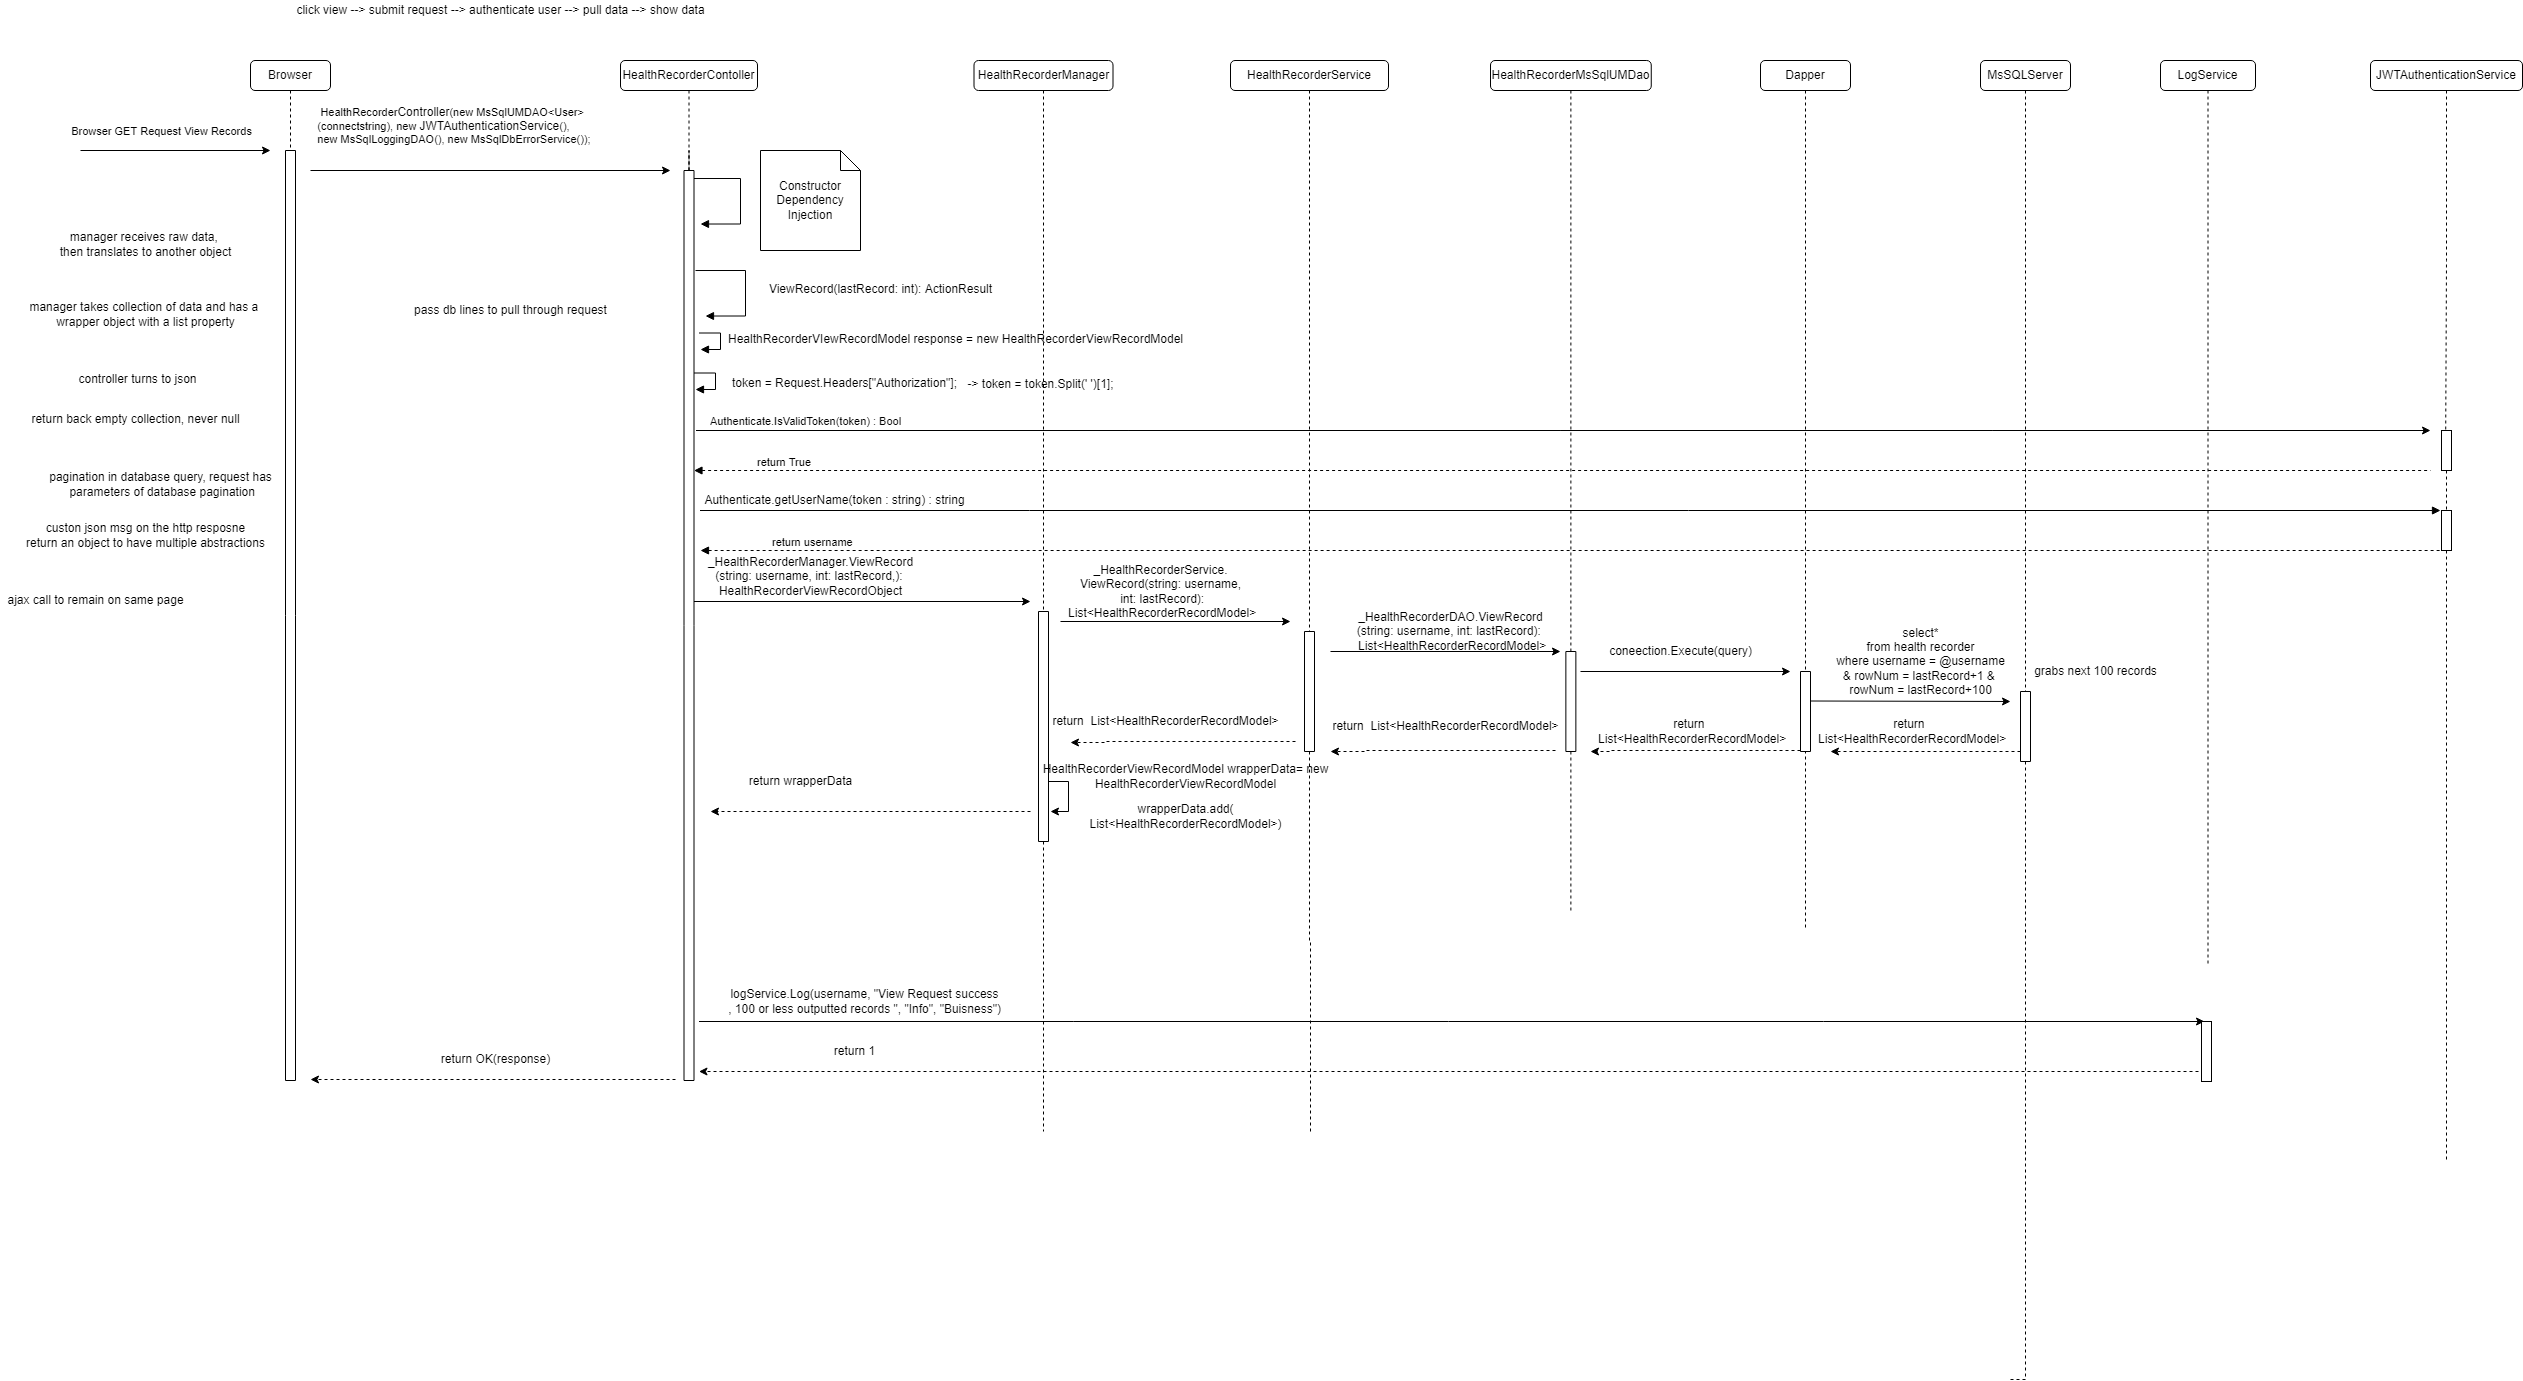 click view --> submit request --> authenticate user --> pull data --> show data
Browser
HealthRecorderContoller
HealthRecorderManager
HealthRecorderService
HealthRecorderMsSqlUMDao
Dapper
MsSQLServer
LogService
JWTAuthenticationService
Browser GET Request View Records
HealthRecorderController(new MsSqlUMDAO<User>
(connectstring), new JWTAuthenticationService(),
new MsSqlLoggingDAO(), new MsSqlDbErrorService());
Constructor
Dependency
Injection
manager receives raw data,
then translates to another object
ViewRecord(lastRecord: int): ActionResult
manager takes collection of data and has a
wrapper object with a list property
pass db lines to pull through request
HealthRecorderVIewRecordModel response = new HealthRecorderViewRecordModel
controller turns to json
token = Request.Headers["Authorization"];   -> token = token.Split(' ')[1];
return back empty collection, never null
Authenticate.IsValidToken(token) : Bool
return True
pagination in database query, request has
parameters of database pagination
Authenticate.getUserName(token : string) : string
custon json msg on the http resposne
return an object to have multiple abstractions
return username
_HealthRecorderManager.ViewRecord
(string: username, int: lastRecord,):
HealthRecorderViewRecordObject
ajax call to remain on same page
_HealthRecorderService.
ViewRecord(string: username,
int: lastRecord):
List<HealthRecorderRecordModel>
_HealthRecorderDAO.ViewRecord
(string: username, int: lastRecord):
List<HealthRecorderRecordModel>
coneection.Execute(query)
select*
from health recorder
where username = @username
& rowNum = lastRecord+1 &
rowNum = lastRecord+100
grabs next 100 records
return  List<HealthRecorderRecordModel>
return  List<HealthRecorderRecordModel>
return
List<HealthRecorderRecordModel>
return
List<HealthRecorderRecordModel>
HealthRecorderViewRecordModel wrapperData= new
HealthRecorderViewRecordModel
return wrapperData
wrapperData.add(
List<HealthRecorderRecordModel>)
logService.Log(username, "View Request success
, 100 or less outputted records ", "Info", "Buisness")
return 1
return OK(response)